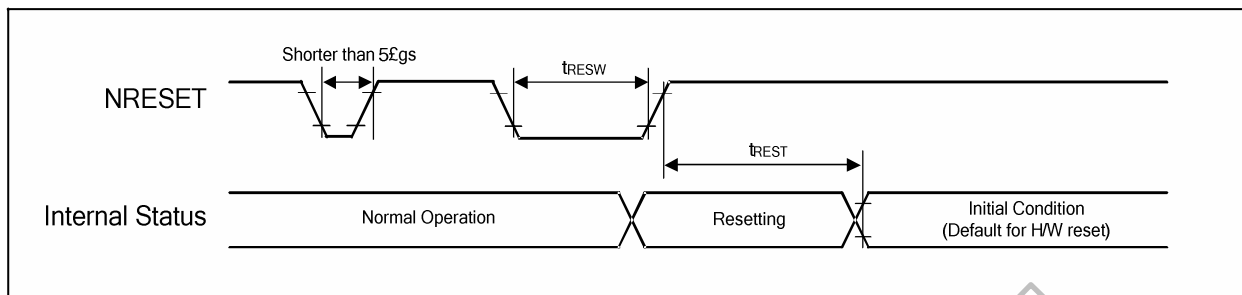 Shorter than 5£gs
tRESW
NRESET
tREST
Internal Status
Normal Operation
Resetting
Initial Condition
(Default for H/W reset)